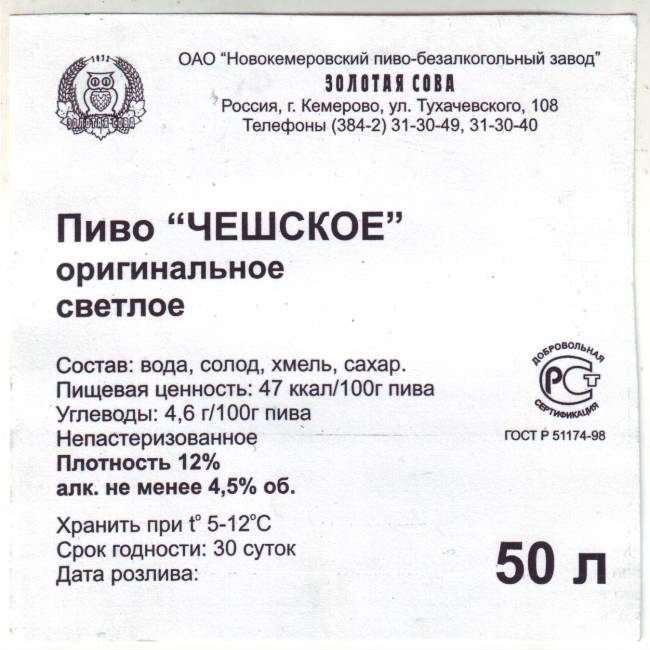 1972
ЗОЛОТАЯ СОВА
ОАО "Новокемеровский пиво-безалкогольный завод"
ЗОЛОТАЯ СОВА
Россия, г. Кемерово, ул. Тухачевского, 108
Телефоны (384-2) 31-30-49, 31-30-40
Пиво “ЧЕШСКОЕ”
оригинальное
светлое
Состав: вода, солод, хмель, сахар.
Пищевая ценность: 47 ккал/100г пива
Углеводы: 4,6 г/100г пива
Непастеризованное
Плотность 12%
алк. не менее 4,5% об.
Хранить при t° 5-12°С
Срок годности: 30 суток
Дата розлива:
ДОБРОВОЛЬНАЯ
РСТ
СЕРТИФИКАЦИЯ
ГОСТ Р 51174-98
50 л